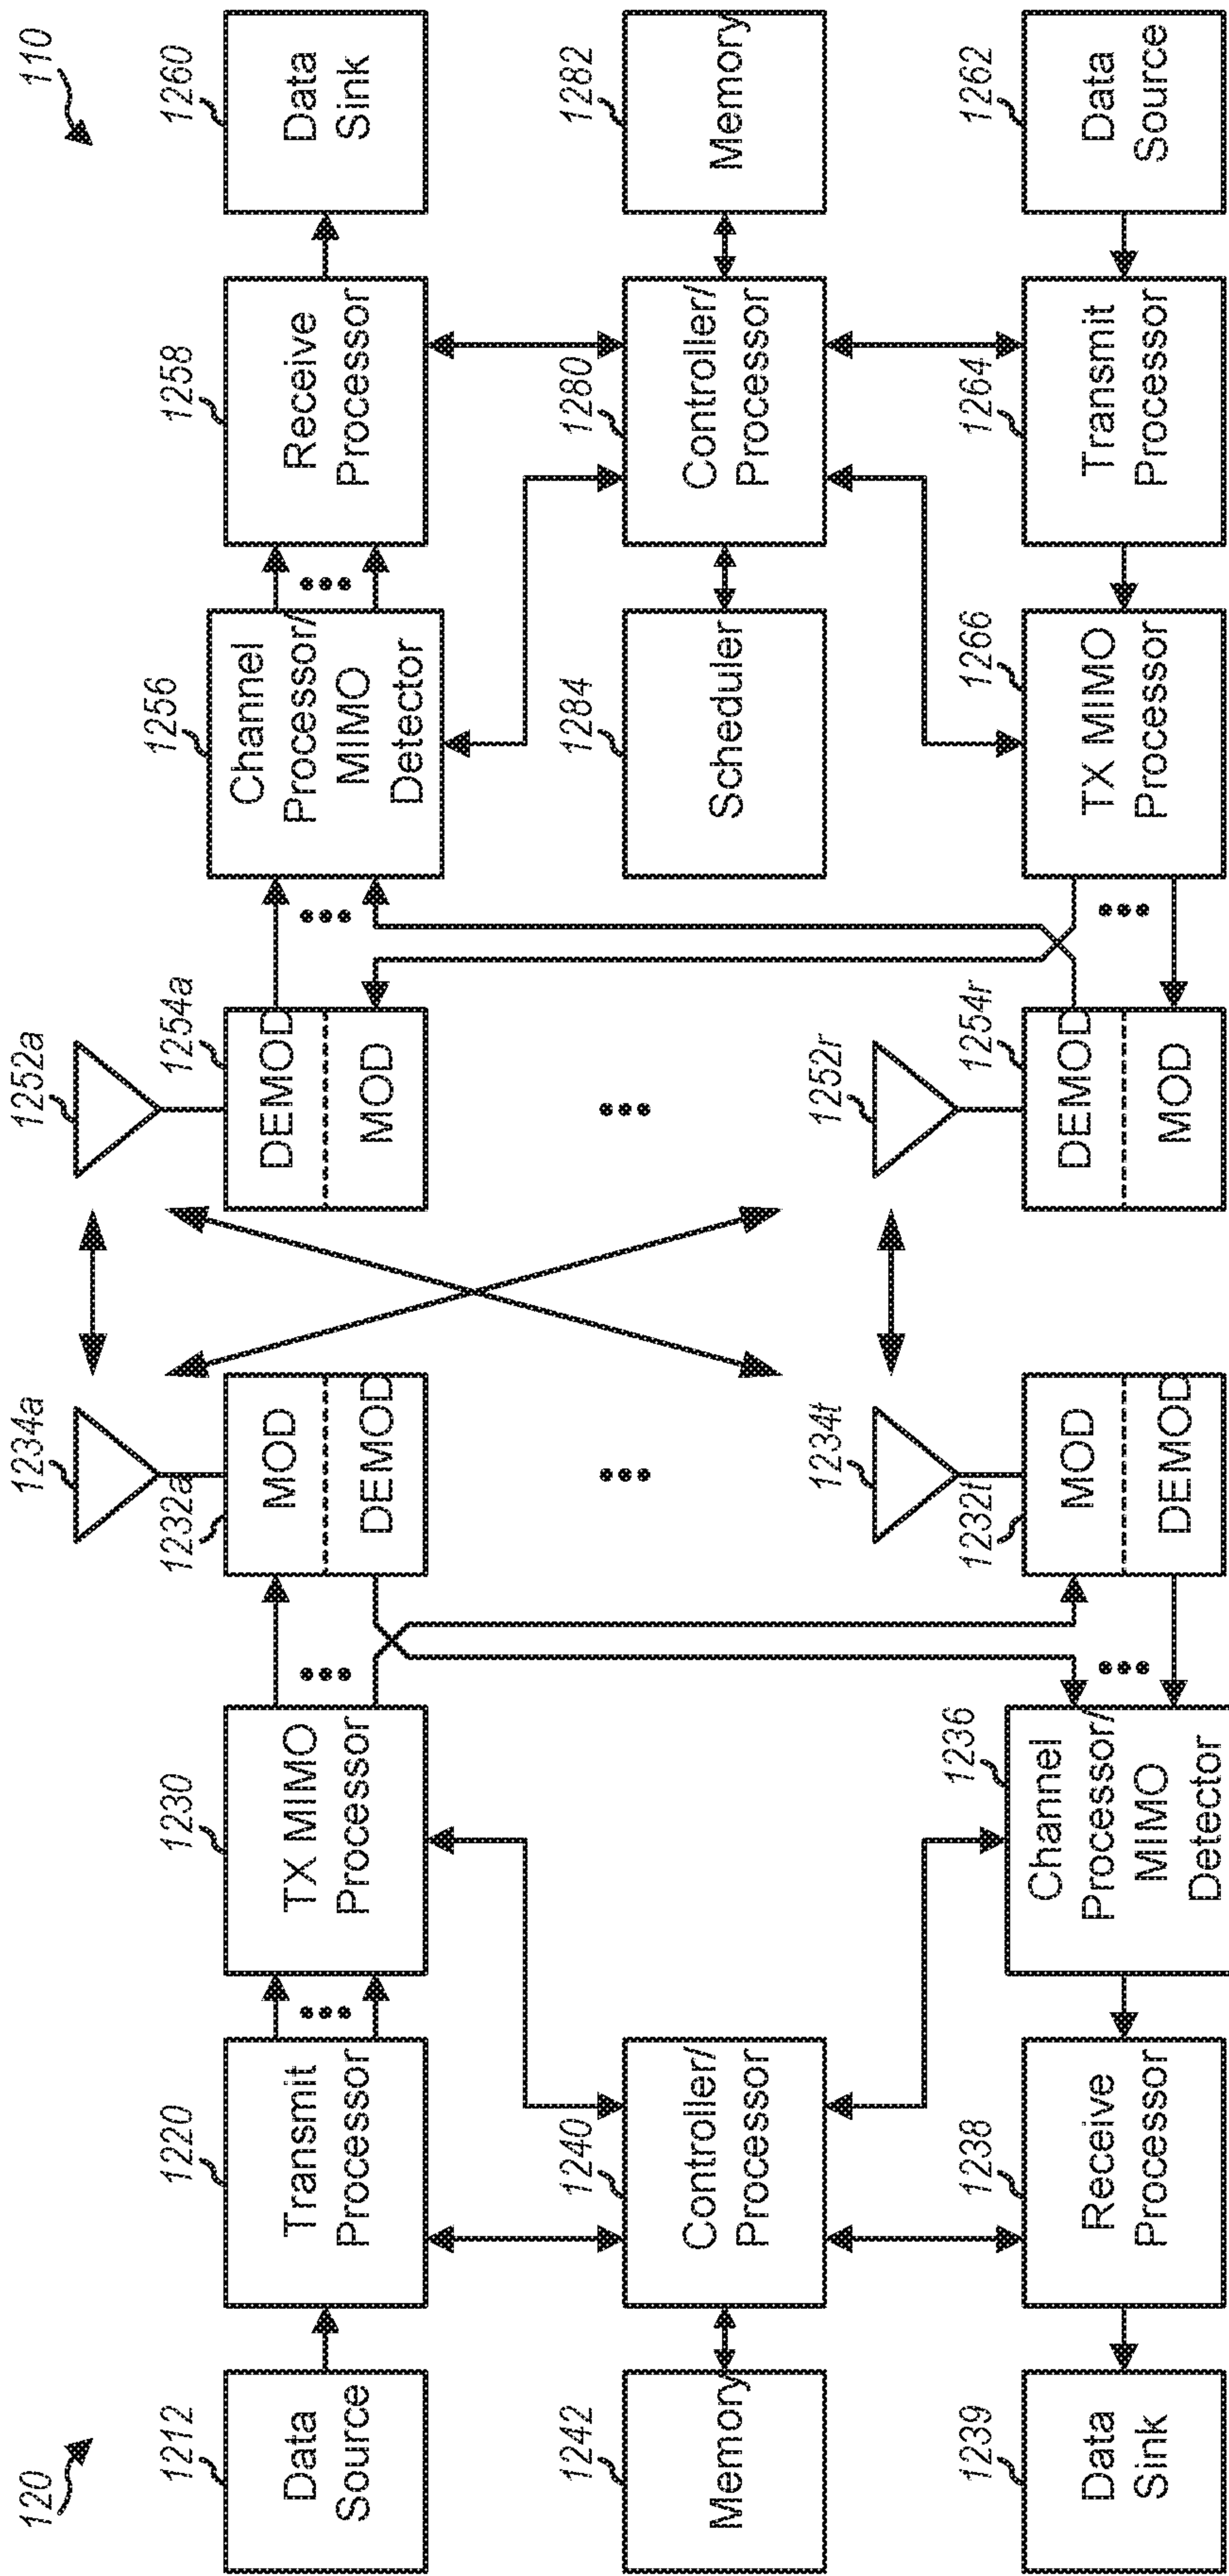 120
110
1212
Data
Source
1220
Transmit
Processor
1230
TX MIMO
Processor
1234a
1232a
MOD
DEMOD
1252a
1254a
DEMOD
MOD
1256
Channel
Processor/
MIMO
Detector
1258
Receive
Processor
1260
Data
Sink
1242
Memory
1240
Controller/
Processor
1284
Scheduler
1280
Controller/
Processor
1282
Memory
1239
Data
Sink
1238
Receive
Processor
1236
Channel
Processor/
MIMO
Detector
1234t
1232t
MOD
DEMOD
1252r
1254r
DEMOD
MOD
1266
TX MIMO
Processor
1264
Transmit
Processor
1262
Data
Source